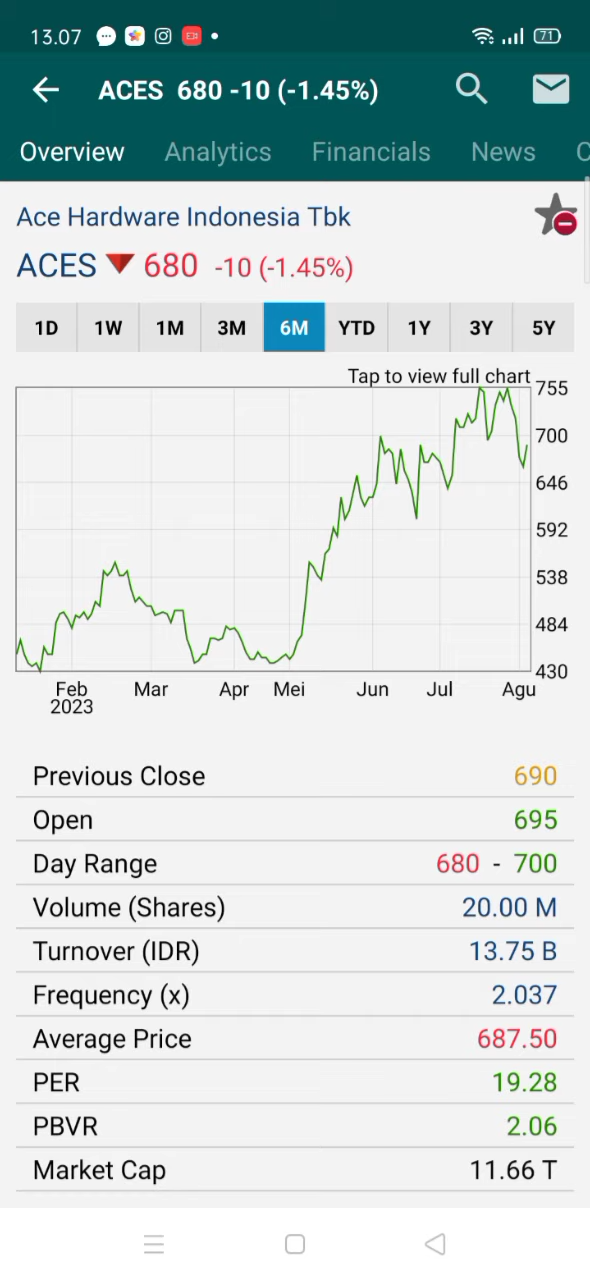 13.07 71
ACES 680 -10 (-1.45%)
Overview Analytics Financials News C
Ace Hardware Indonesia Tbk
ACES 680 -10 (-1.45%)
1D 1W 1M 3M 6M YTD 1Y 3Y 5Y
Tap to view full chart
755
700
646
592
538
484
430
Feb Mar Apr Mei Jun Jul Agu
2023
Previous Close 690
Open 695
Day Range 680 - 700
Volume (Shares) 20.00 M
Turnover (IDR) 13.75 B
Frequency (x) 2.037
Average Price 687.50
PER 19.28
PBVR 2.06
Market Cap 11.66 T